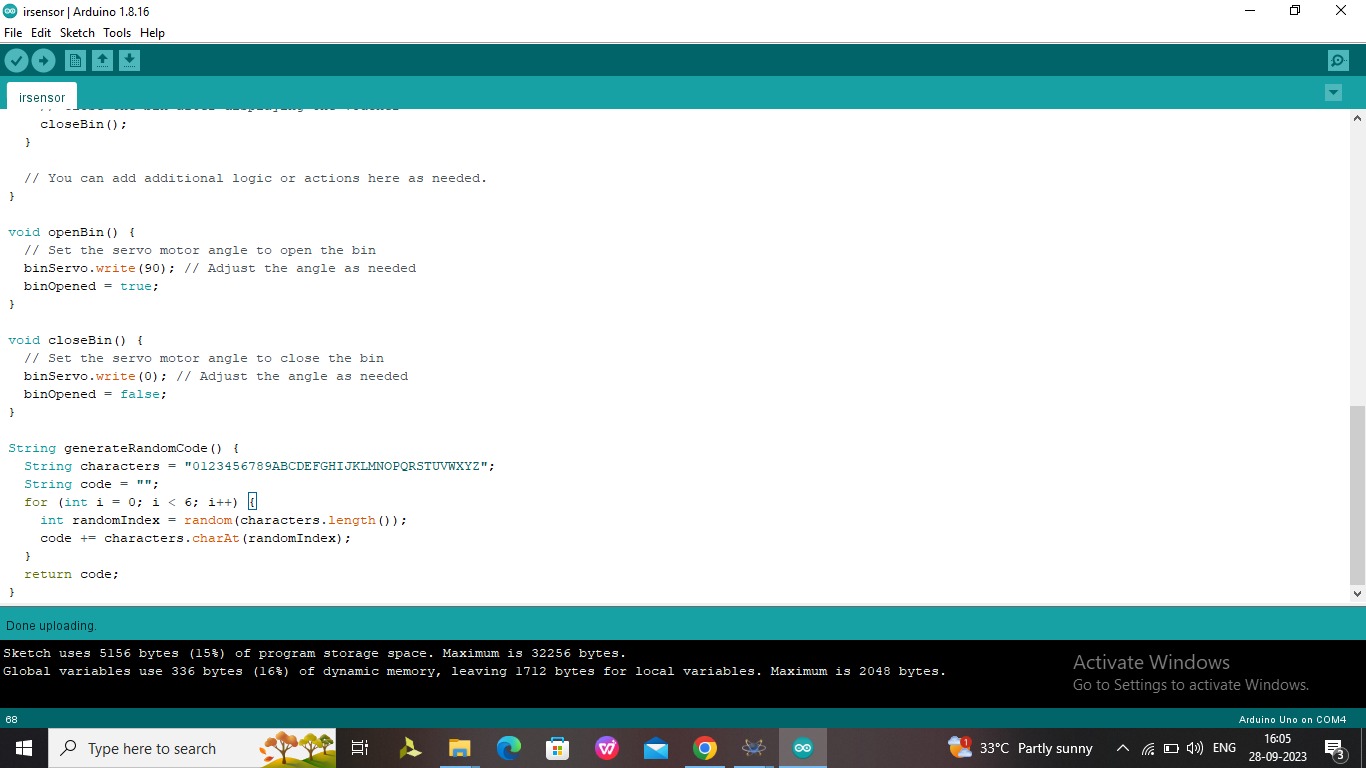 irsensor | Arduino 1.8.16
File Edit Sketch Tools Help
irsensor
closeBin();
}
// You can add additional logic or actions here as needed.
}
void openBin() {
// Set the servo motor angle to open the bin
binServo.write(90); // Adjust the angle as needed
binOpened = true;
}
void closeBin() {
// Set the servo motor angle to close the bin
binServo.write(0); // Adjust the angle as needed
binOpened = false;
}
String generateRandomCode() {
String characters = "0123456789ABCDEFGHIJKLMNOPQRSTUVWXYZ";
String code = "";
for (int i = 0; i < 6; i++) {
int randomIndex = random(characters.length());
code += characters.charAt(randomIndex);
}
return code;
}
Done uploading.
Sketch uses 5156 bytes (15%) of program storage space. Maximum is 32256 bytes.
Global variables use 336 bytes (16%) of dynamic memory, leaving 1712 bytes for local variables. Maximum is 2048 bytes.
Activate Windows
Go to Settings to activate Windows.
68
Arduino Uno on COM4
Type here to search
1
33°C Partly sunny
ENG
16:05
28-09-2023
3